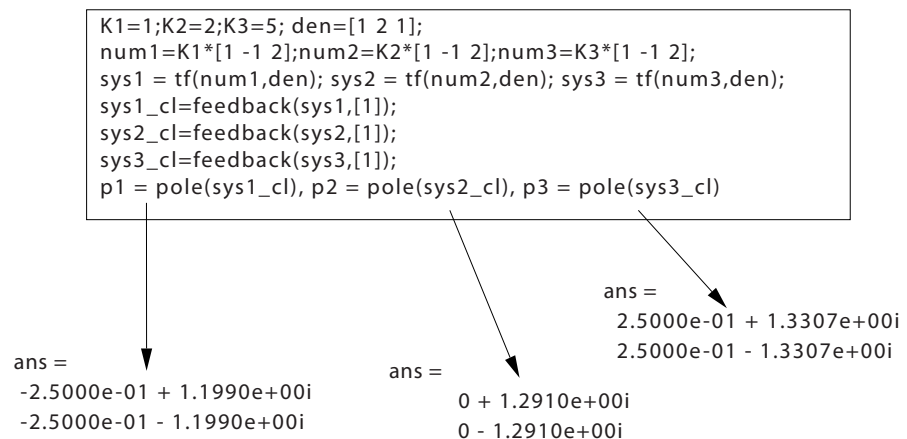 K1=1;K2=2;K3=5; den=[1 2 1];
num1=K1*[1 -1 2];num2=K2*[1 -1 2];num3=K3*[1 -1 2];
sys1 = tf(num1,den); sys2 = tf(num2,den); sys3 = tf(num3,den);
sys1_cl=feedback(sys1,[1]);
sys2_cl=feedback(sys2,[1]);
sys3_cl=feedback(sys3,[1]);
p1 = pole(sys1_cl), p2 = pole(sys2_cl), p3 = pole(sys3_cl)
ans =
-2.5000e-01 + 1.1990e+00i
-2.5000e-01 - 1.1990e+00i
ans =
0 + 1.2910e+00i
0 - 1.2910e+00i
ans =
2.5000e-01 + 1.3307e+00i
2.5000e-01 - 1.3307e+00i